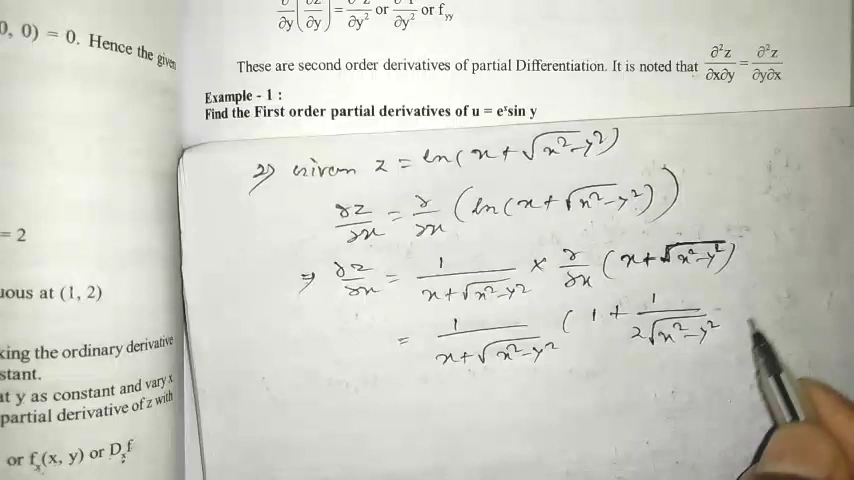 ∂/∂y (∂z/∂y) = ∂²z/∂y² or ∂²f/∂y² or f_yy
0, 0) = 0. Hence the given
These are second order derivatives of partial Differentiation. It is noted that ∂²z/∂x∂y = ∂²z/∂y∂x
Example - 1 :
Find the First order partial derivatives of u = eˣsin y
2) Given z = ln(x + √x²-y²)
∂z/∂x = ∂/∂x (ln(x + √x²-y²))
= 2
⇒ ∂z/∂x = 1/(x+√x²-y²) × ∂/∂x (x+√x²-y²)
uous at (1, 2)
= 1/(x+√x²-y²) (1 + 1/(2√x²-y²)
king the ordinary derivative
stant.
at y as constant and vary x
partial derivative of z with
or fₓ(x, y) or Dₓf